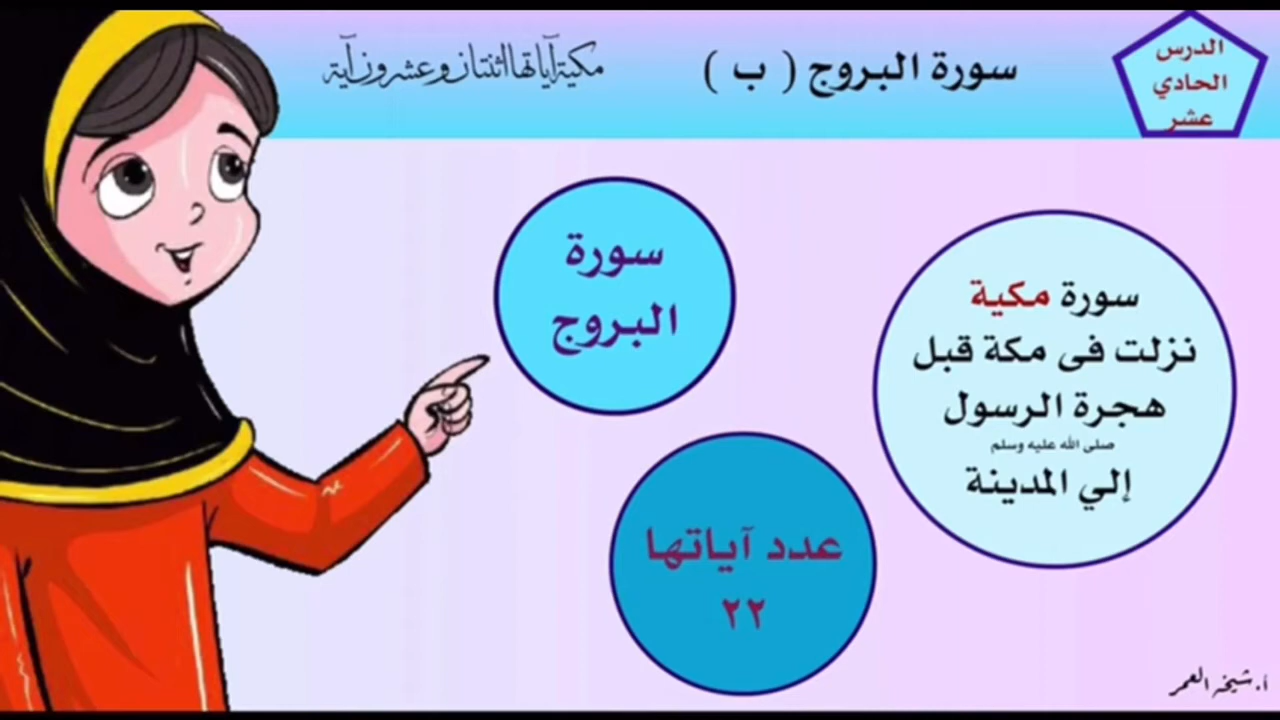 الدرس
الحادي
عشر
سورة البروج ( ب )
مكية آياتها اثنتان وعشرون آية
سورة مكية
نزلت فى مكة قبل
هجرة الرسول
صلى الله عليه وسلم
إلي المدينة
سورة
البروج
عدد آياتها
٢٢
أ. شيخه العمر